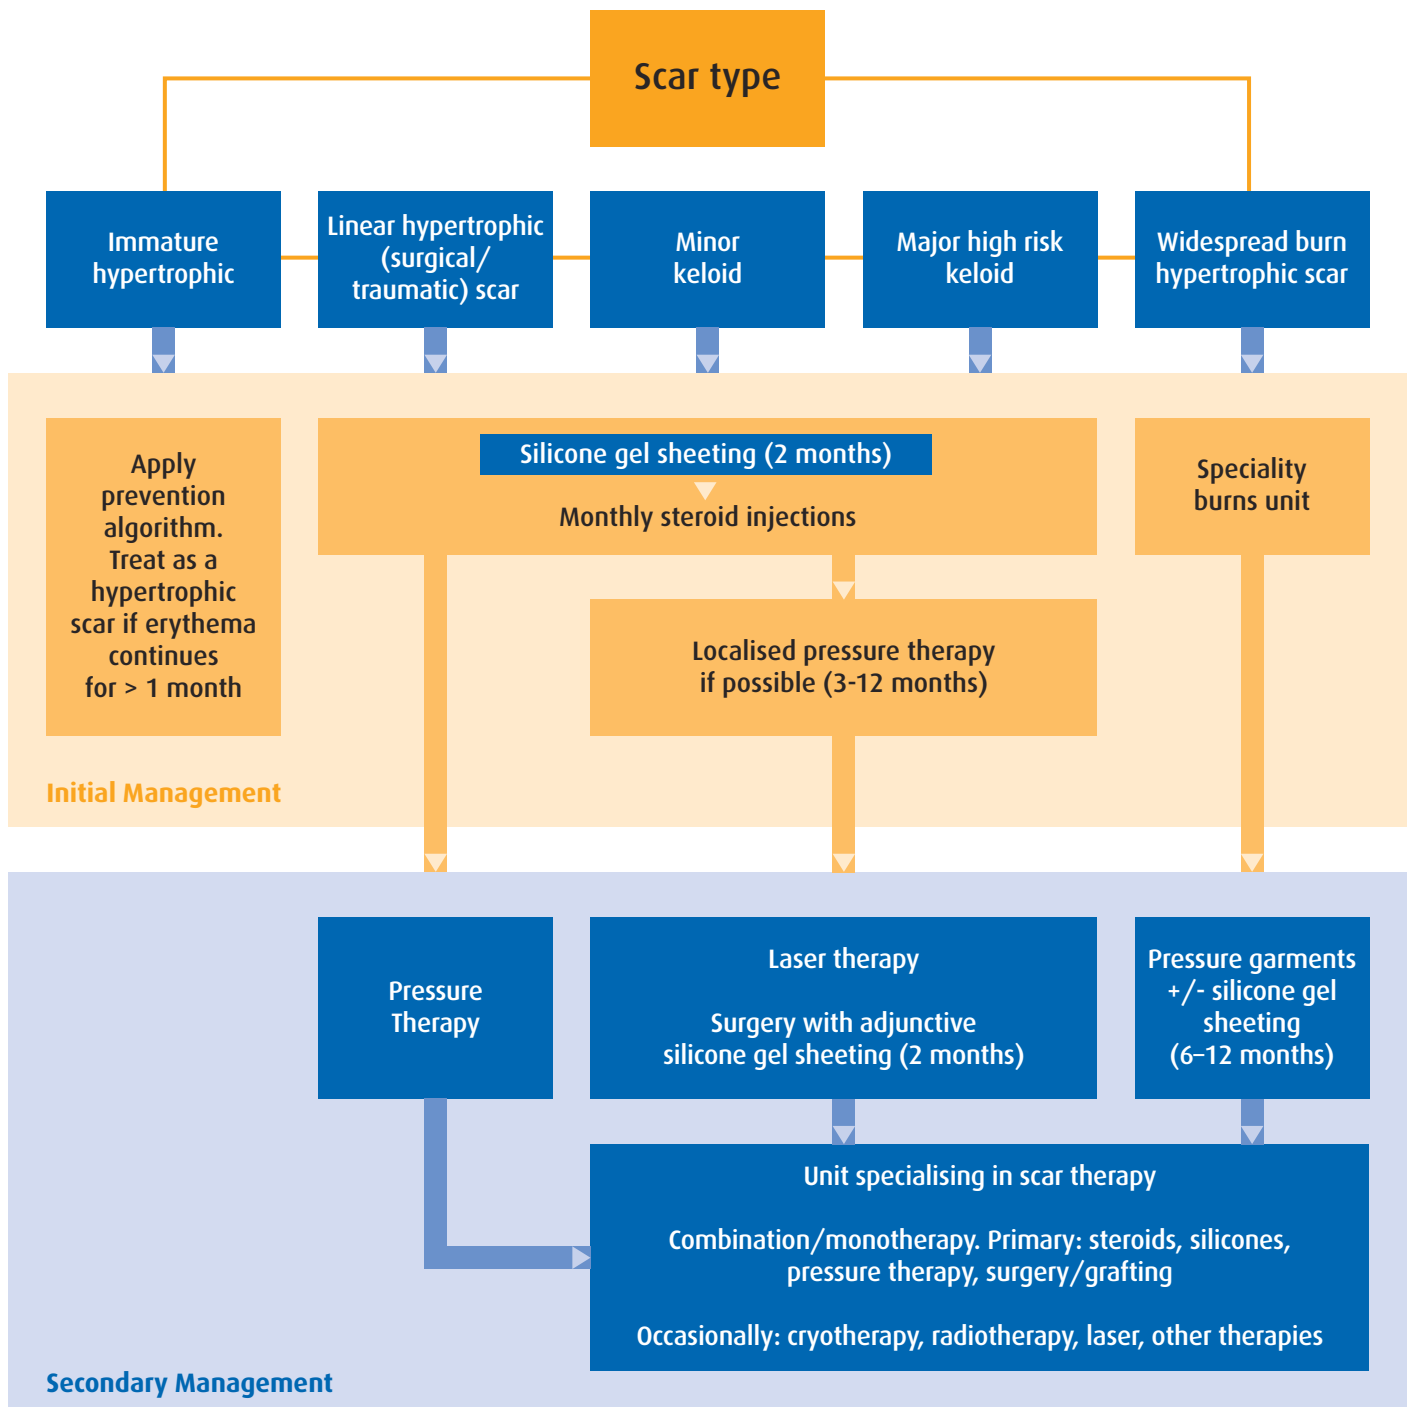 Scar type
Immature
hypertrophic
Linear hypertrophic
(surgical/
traumatic) scar
Minor
keloid
Major high risk
keloid
Widespread burn
hypertrophic scar
Apply
prevention
algorithm.
Treat as a
hypertrophic
scar if erythema
continues
for > 1 month
Silicone gel sheeting (2 months)
Monthly steroid injections
Speciality
burns unit
Localised pressure therapy
if possible (3-12 months)
Initial Management
Pressure
Therapy
Laser therapy
Surgery with adjunctive
silicone gel sheeting (2 months)
Pressure garments
+/- silicone gel
sheeting
(6–12 months)
Unit specialising in scar therapy
Combination/monotherapy. Primary: steroids, silicones,
pressure therapy, surgery/grafting
Occasionally: cryotherapy, radiotherapy, laser, other therapies
Secondary Management